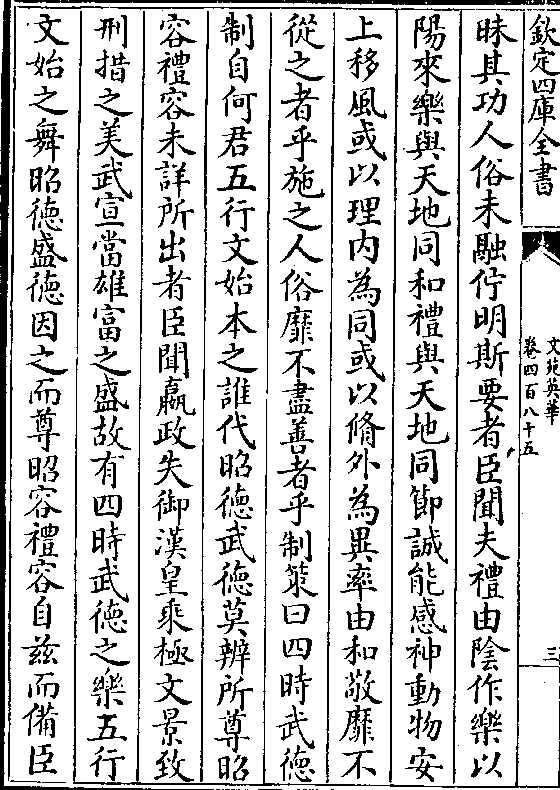 欽定四庫全書
文苑英華
卷四百八十五
三
昧其功人俗未融佇明斯要者臣聞夫禮由陰作樂以
陽來樂與天地同和禮與天地同節誠能感神動物安
上移風或以理内為同或以脩外為異率由和敬靡不
從之者乎施之人俗靡不盡善者乎制策曰四時武德
制自何君五行文始本之誰代昭德武德莫辨所尊昭
容禮容未詳所出者臣聞嬴政失御漢皇乘極文景致
刑措之美武宣當雄富之盛故有四時武德之樂五行
文始之舞昭德盛德因之而尊昭容禮容自兹而備臣